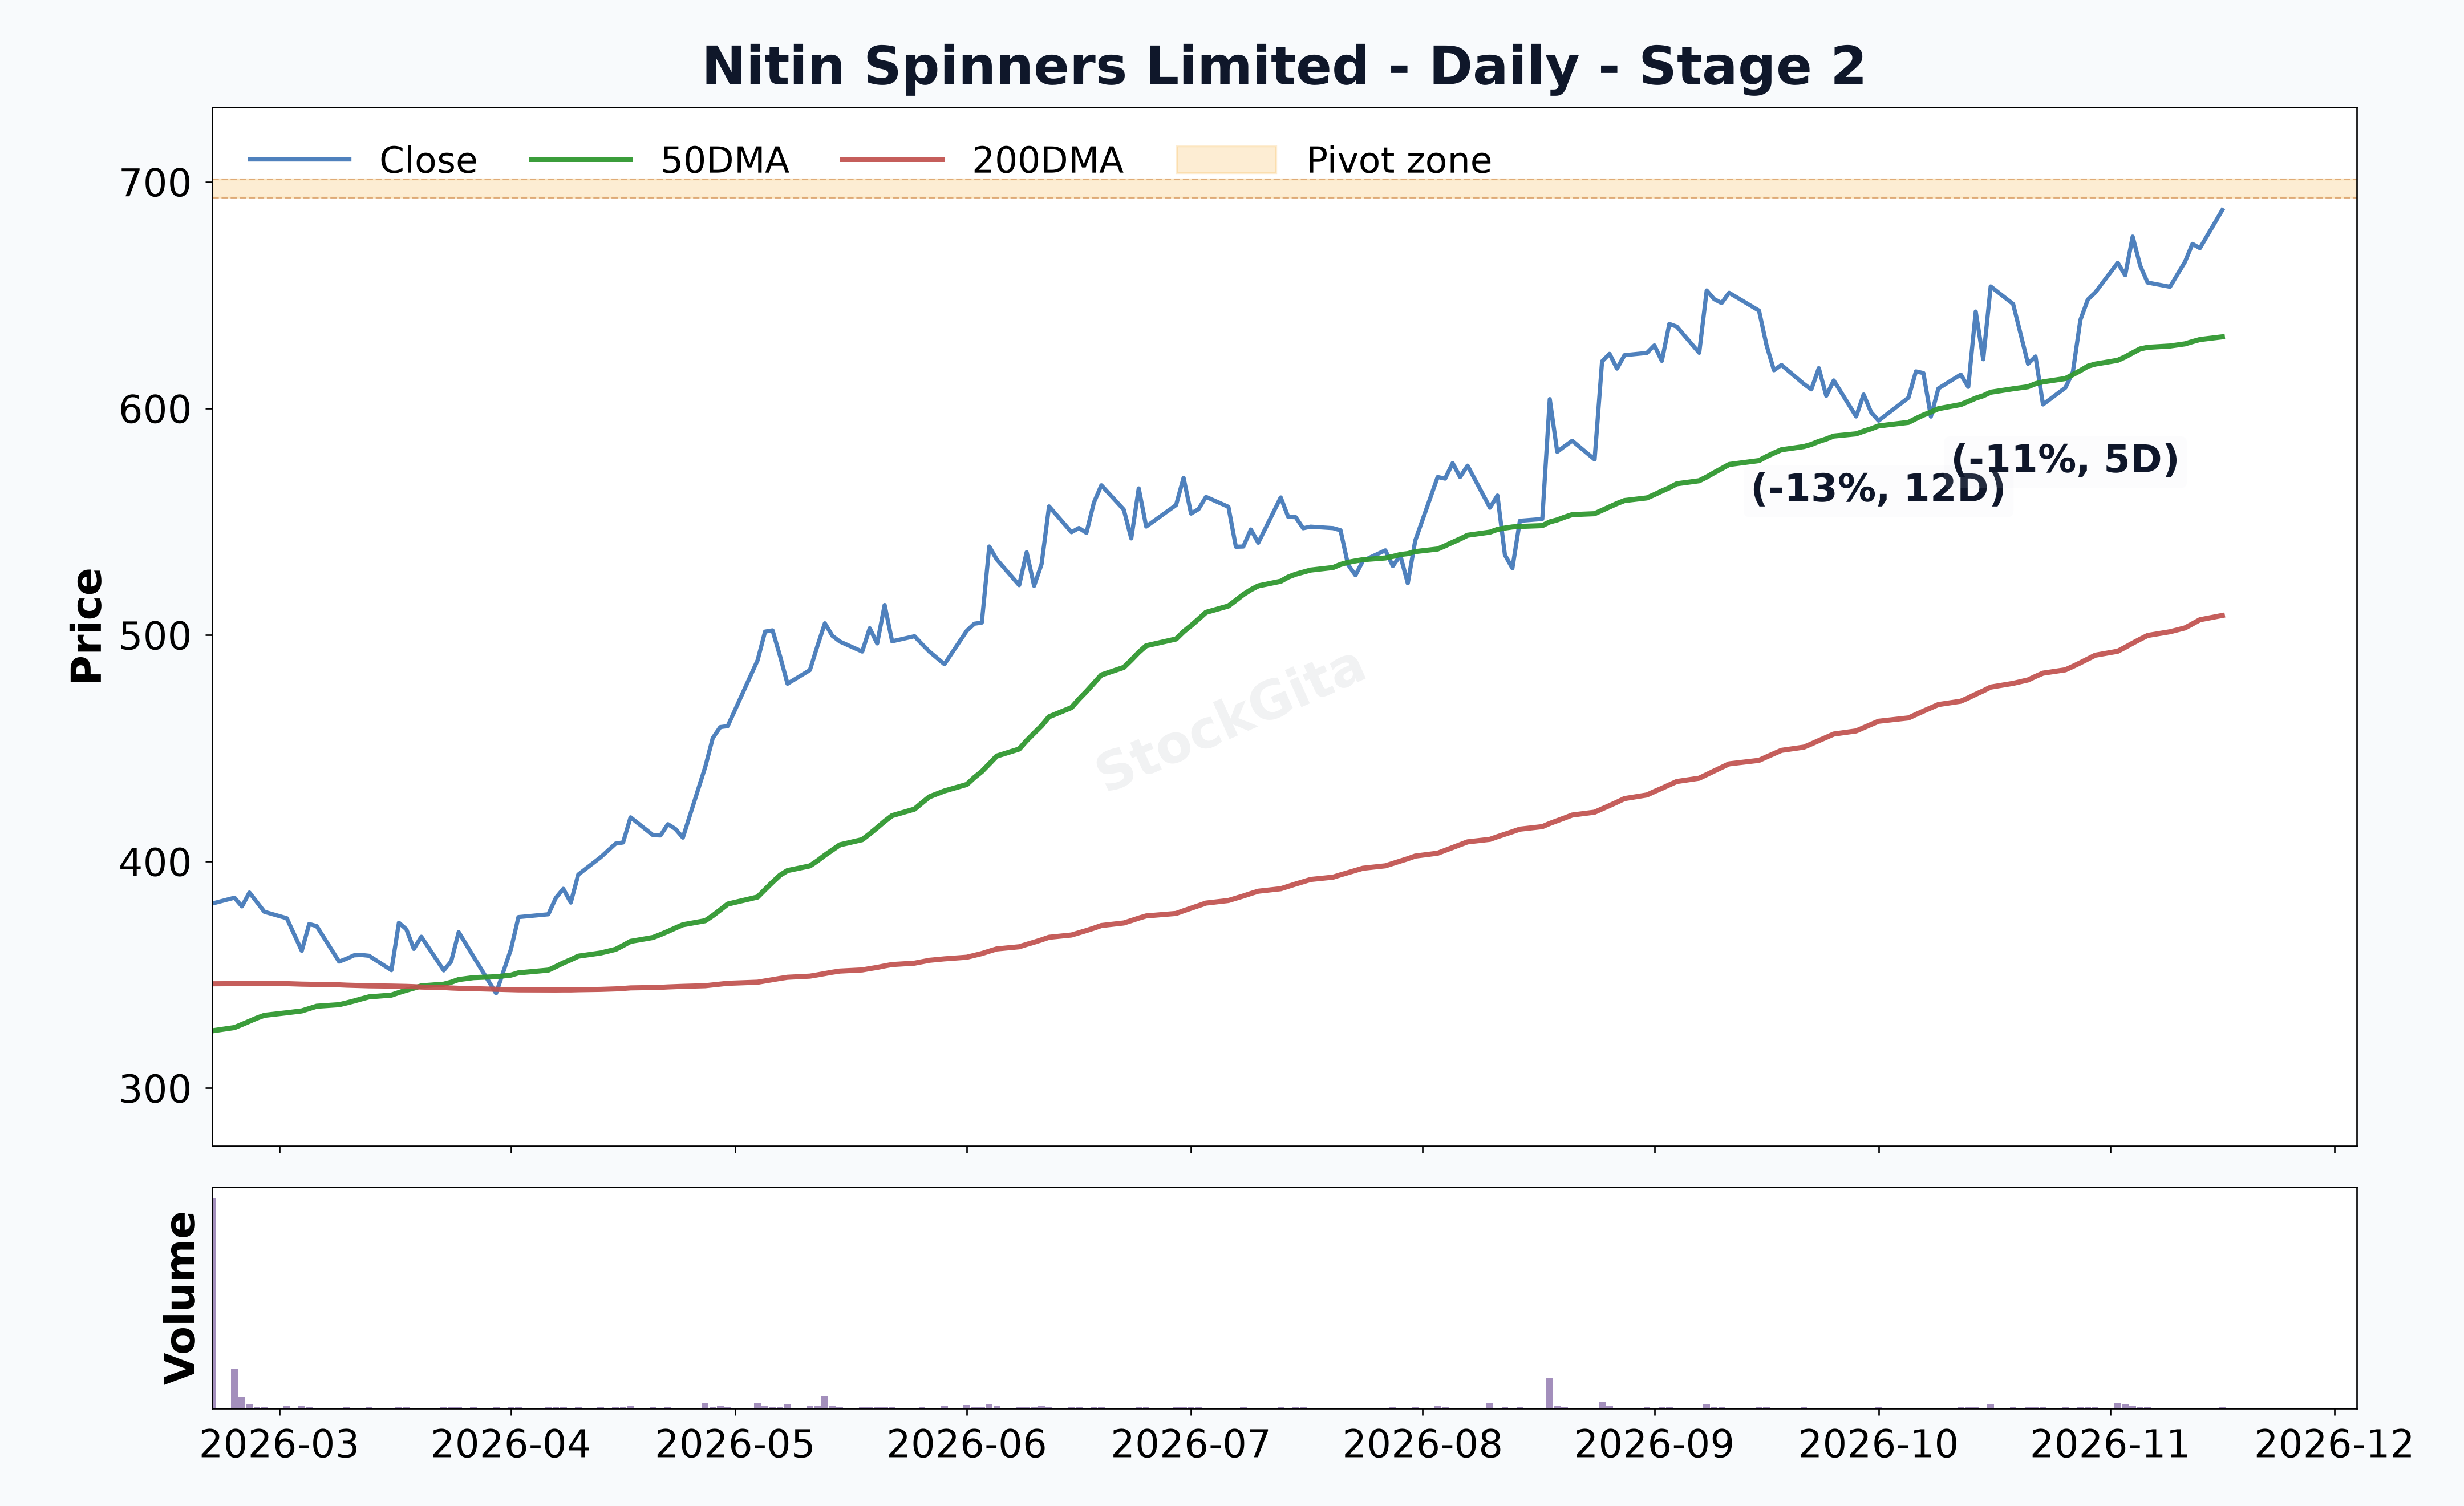 Nitin Spinners Limited - Daily - Stage 2
Close 50DMA 200DMA Pivot zone
700
600
500
400
300
Price
(-11%, 5D)
(-13%, 12D)
StockGita
Volume
2026-03 2026-04 2026-05 2026-06 2026-07 2026-08 2026-09 2026-10 2026-11 2026-12